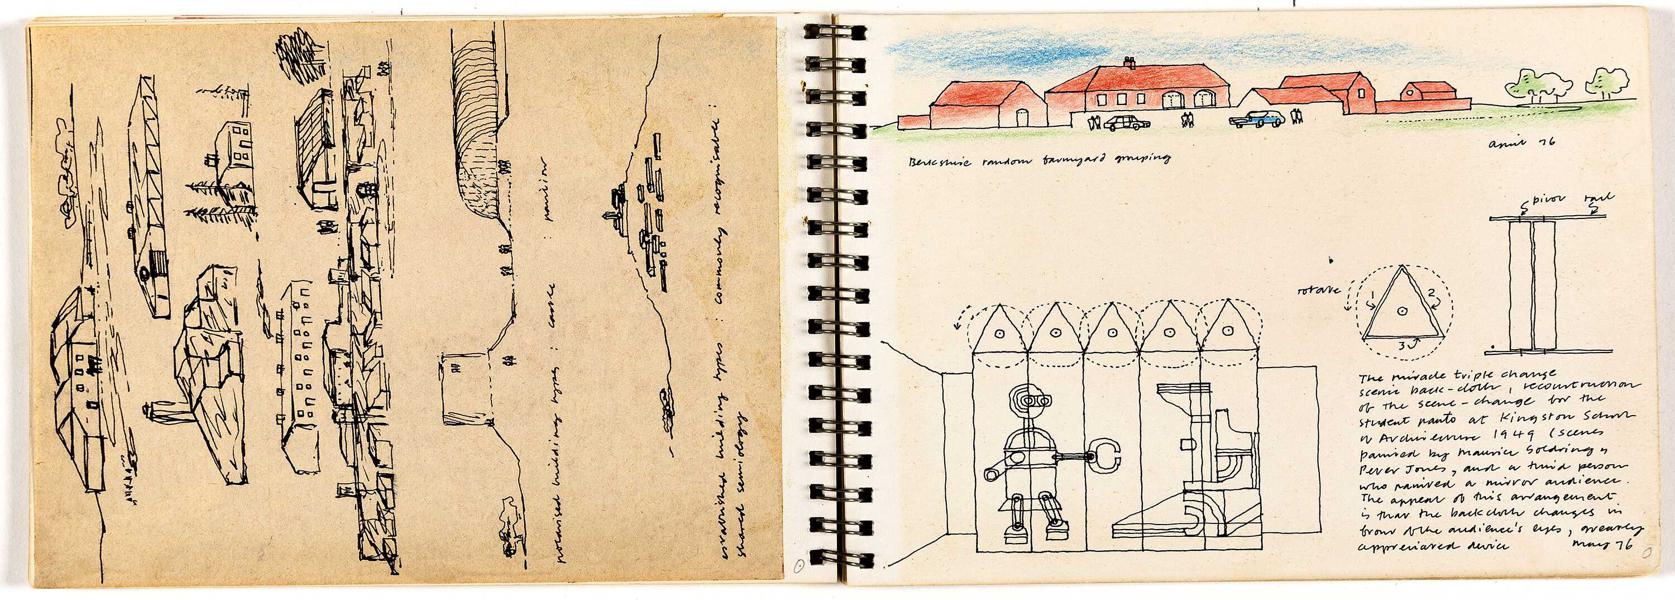 polarised building types : castle : pavilion
established building types : commonly recognisable :
shared semiology
Berkshire random farmyard grouping
april 76
pivot rail
rotate
1
2
3
The miracle triple change
scenic back-cloth, reconstruction
of the scene-change for the
student panto at Kingston School
of Architecture 1949 (scenes
painted by Maurice Goldring &
Peter Jones, and a third person
who painted a mirror audience.
The appeal of this arrangement
is that the backcloth changes in
front of the audience's eyes, greatly
appreciated device may 76